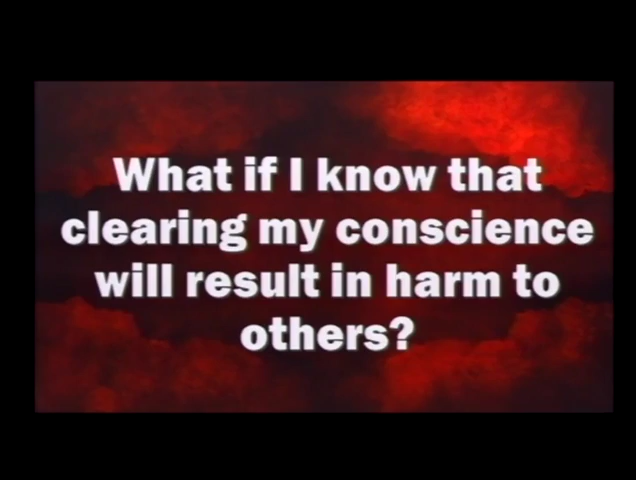 What if I know that
clearing my conscience
will result in harm to
others?